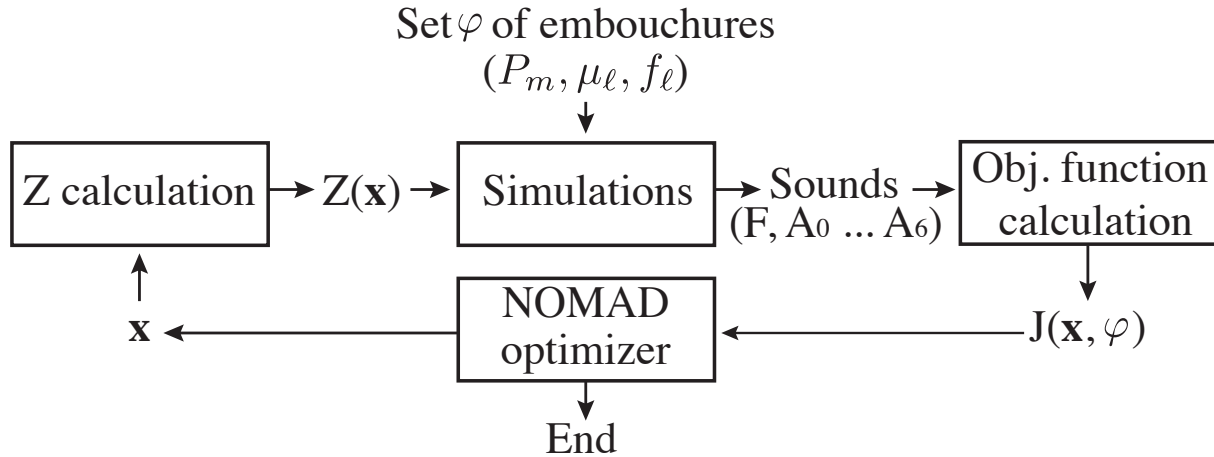 Set φ of embouchures
(P_m, μ_ℓ, f_ℓ)
Z calculation
Z(x)
Simulations
Sounds
(F, A₀ ... A₆)
Obj. function
calculation
J(x, φ)
NOMAD
optimizer
x
End